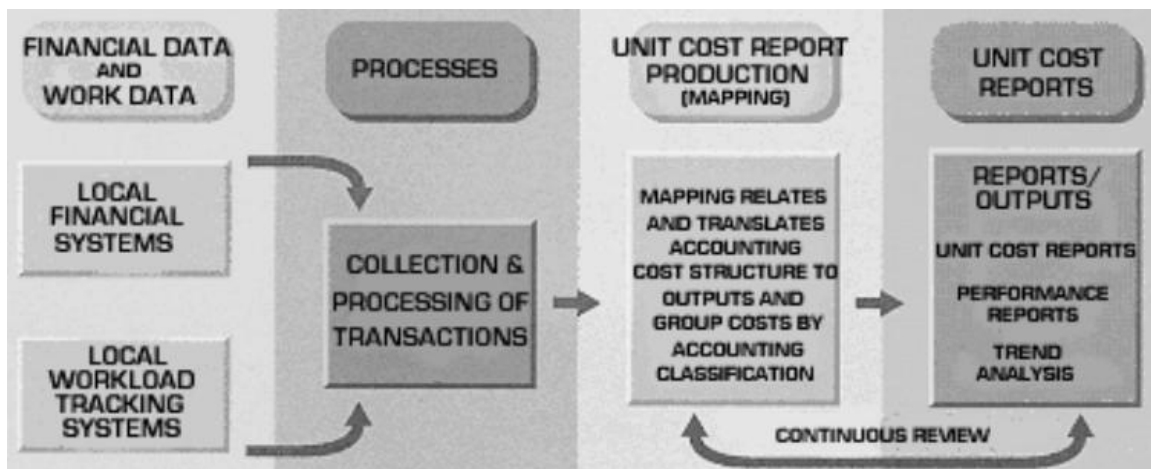 FINANCIAL DATA
AND
WORK DATA
PROCESSES
UNIT COST REPORT
PRODUCTION
(MAPPING)
UNIT COST
REPORTS
LOCAL
FINANCIAL
SYSTEMS
LOCAL
WORKLOAD
TRACKING
SYSTEMS
COLLECTION &
PROCESSING OF
TRANSACTIONS
MAPPING RELATES
AND TRANSLATES
ACCOUNTING
COST STRUCTURE TO
OUTPUTS AND
GROUP COSTS BY
ACCOUNTING
CLASSIFICATION
REPORTS/
OUTPUTS
UNIT COST REPORTS
PERFORMANCE
REPORTS
TREND
ANALYSIS
CONTINUOUS REVIEW